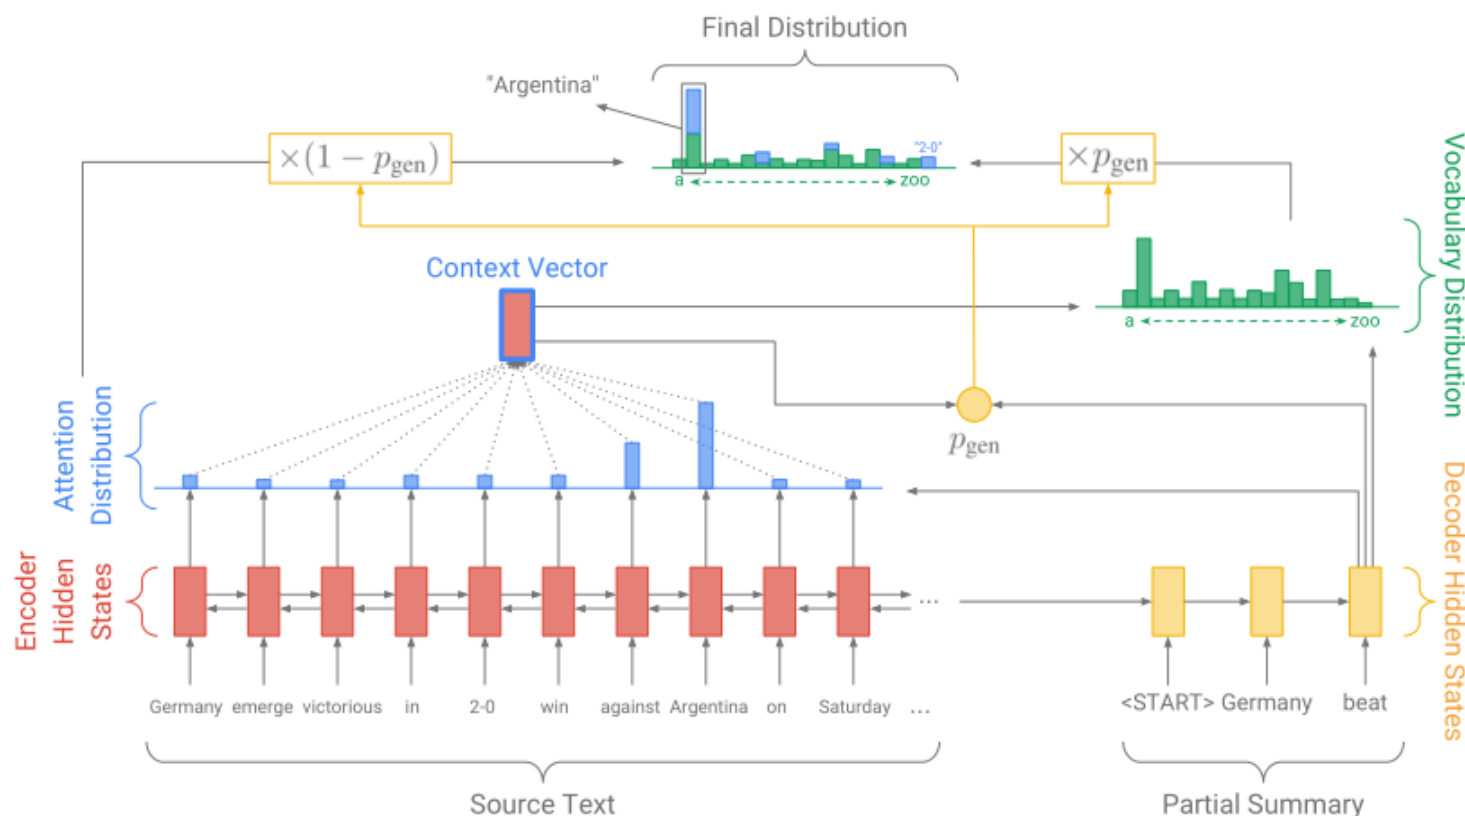 Final Distribution
"Argentina"
×(1 − pgen)
"2-0"
×pgen
a
zoo
Context Vector
Vocabulary Distribution
a
zoo
Attention
Distribution
pgen
Encoder
Hidden
States
Decoder Hidden States
...
Germany emerge victorious in 2-0 win against Argentina on Saturday ...
<START> Germany beat
Source Text
Partial Summary